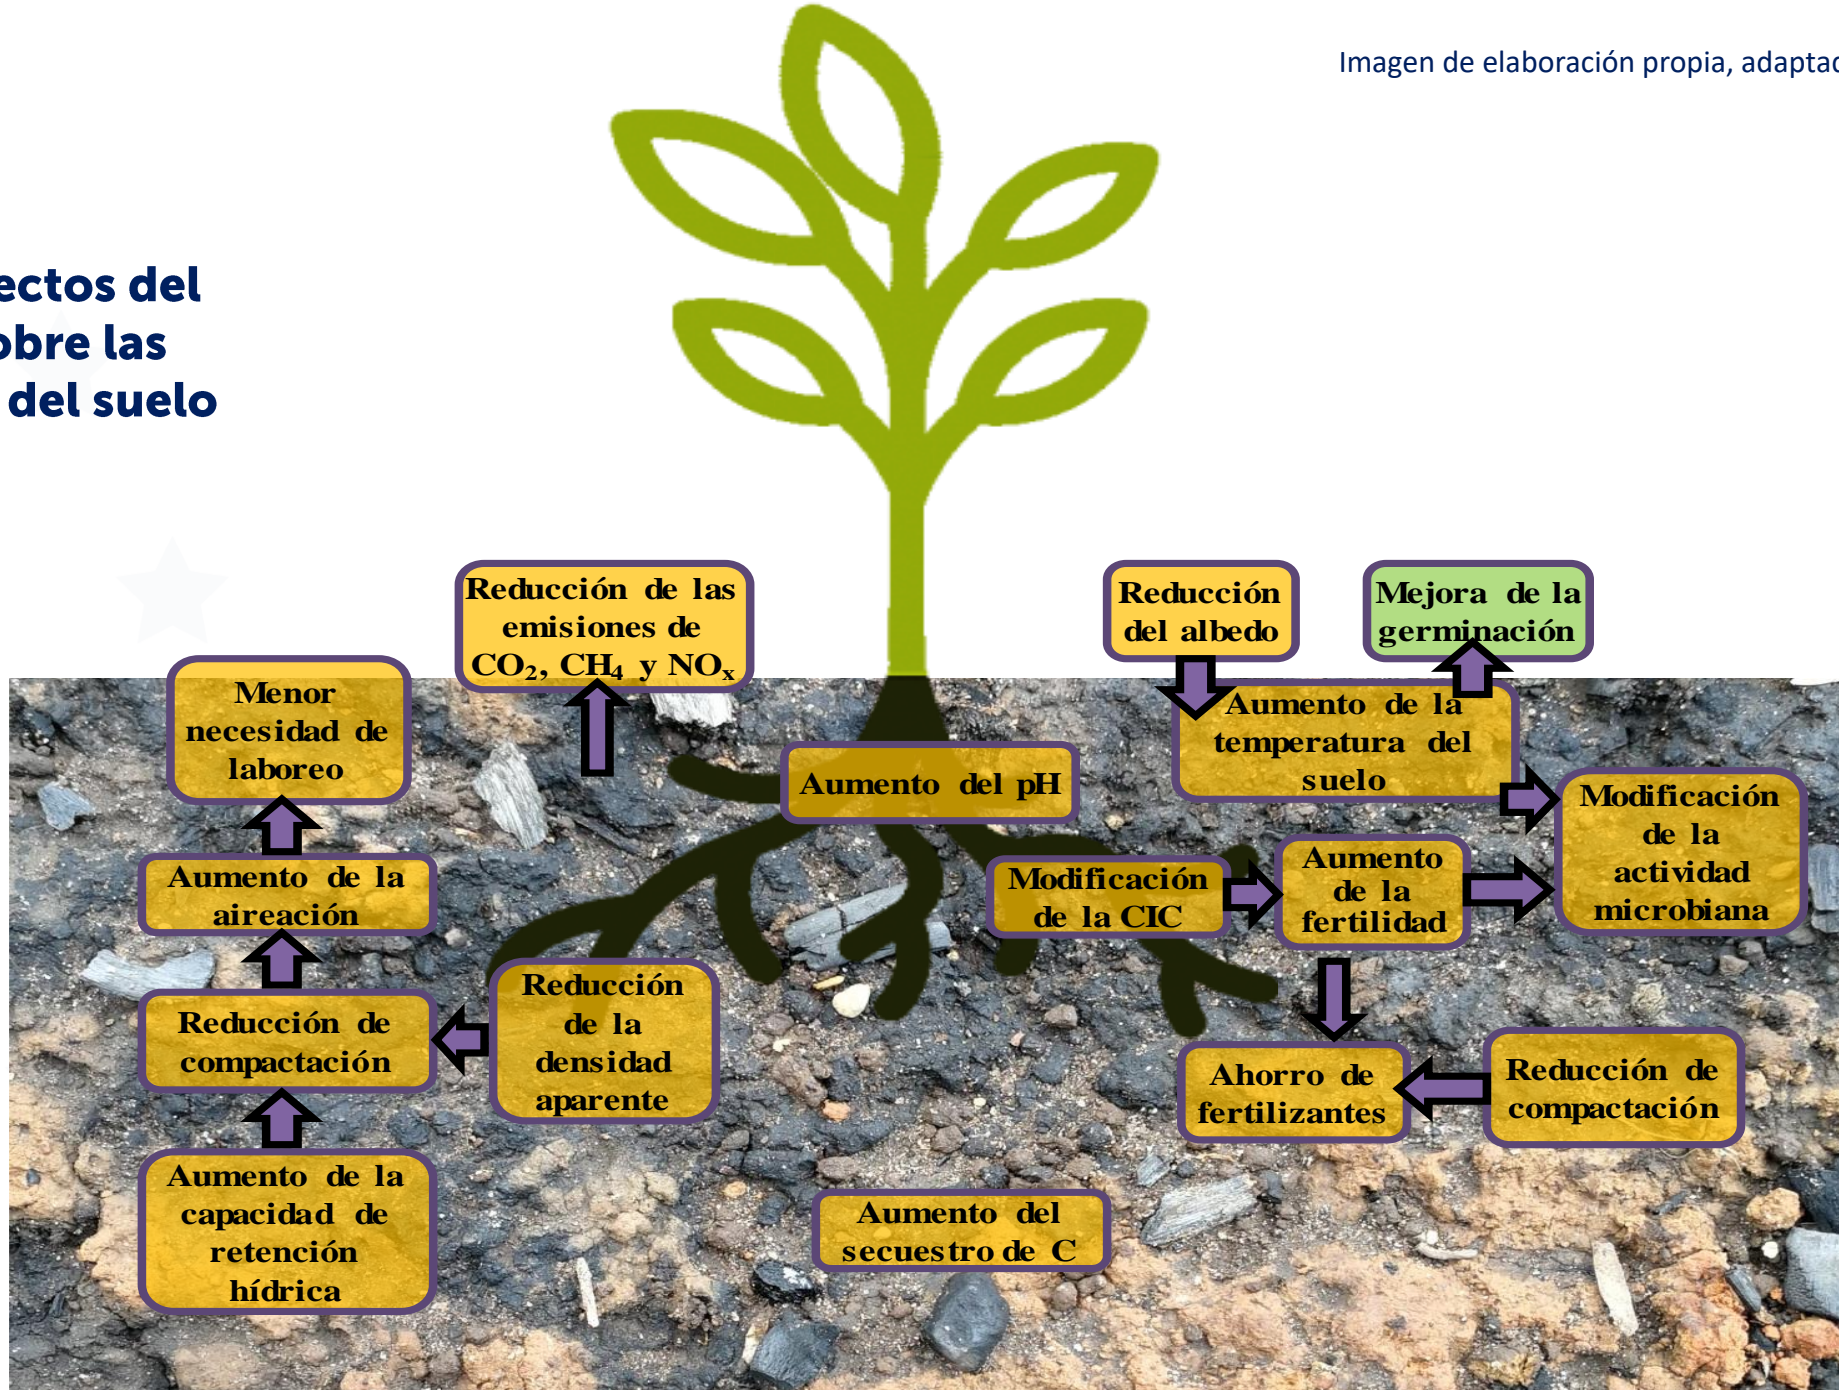 Imagen de elaboración propia,
ectos del
obre las
del suelo
Reducción de las
emisiones de
CO₂, CH₄ y NOₓ
Reducción
del albedo
Mejora de la
germinación
Menor
necesidad de
laboreo
Aumento de la
temperatura del
suelo
Aumento del pH
Modificación
de la
actividad
microbiana
Aumento de la
aireación
Modificación
de la CIC
Aumento
de la
fertilidad
Reducción de
compactación
Reducción
de la
densidad
aparente
Ahorro de
fertilizantes
Reducción de
compactación
Aumento de la
capacidad de
retención
hídrica
Aumento del
secuestro de C